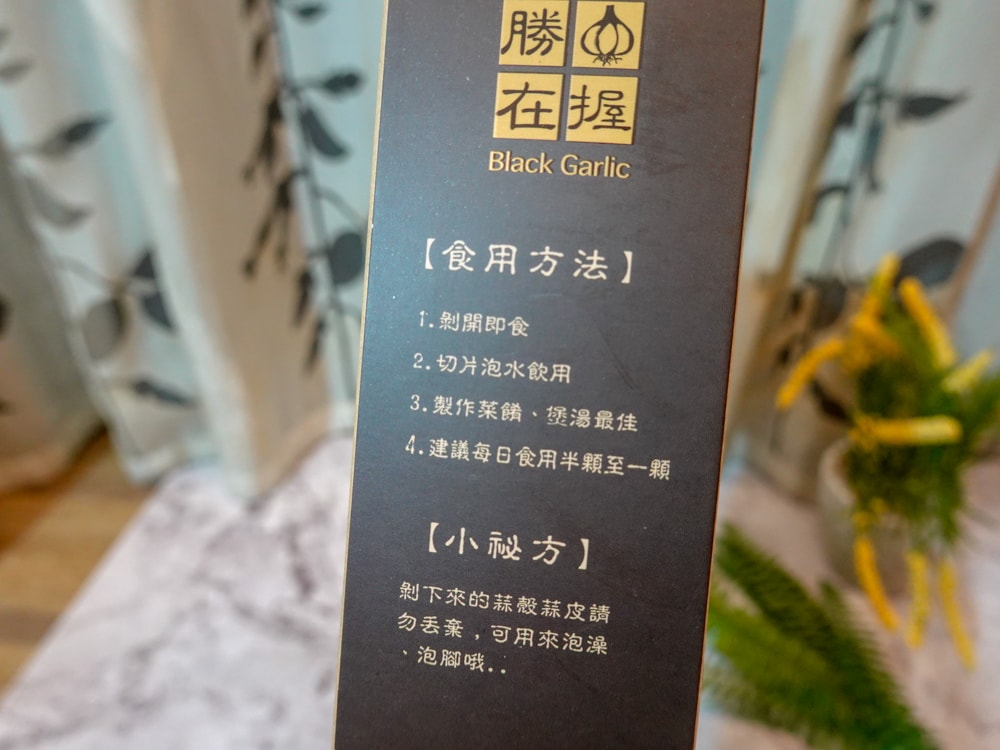 勝
在握
Black Garlic
【食用方法】
1.剝開即食
2.切片泡水飲用
3.製作菜餚、煲湯最佳
4.建議每日食用半顆至一顆
【小祕方】
剝下來的蒜殼蒜皮請
勿丟棄，可用來泡澡
、泡腳哦..